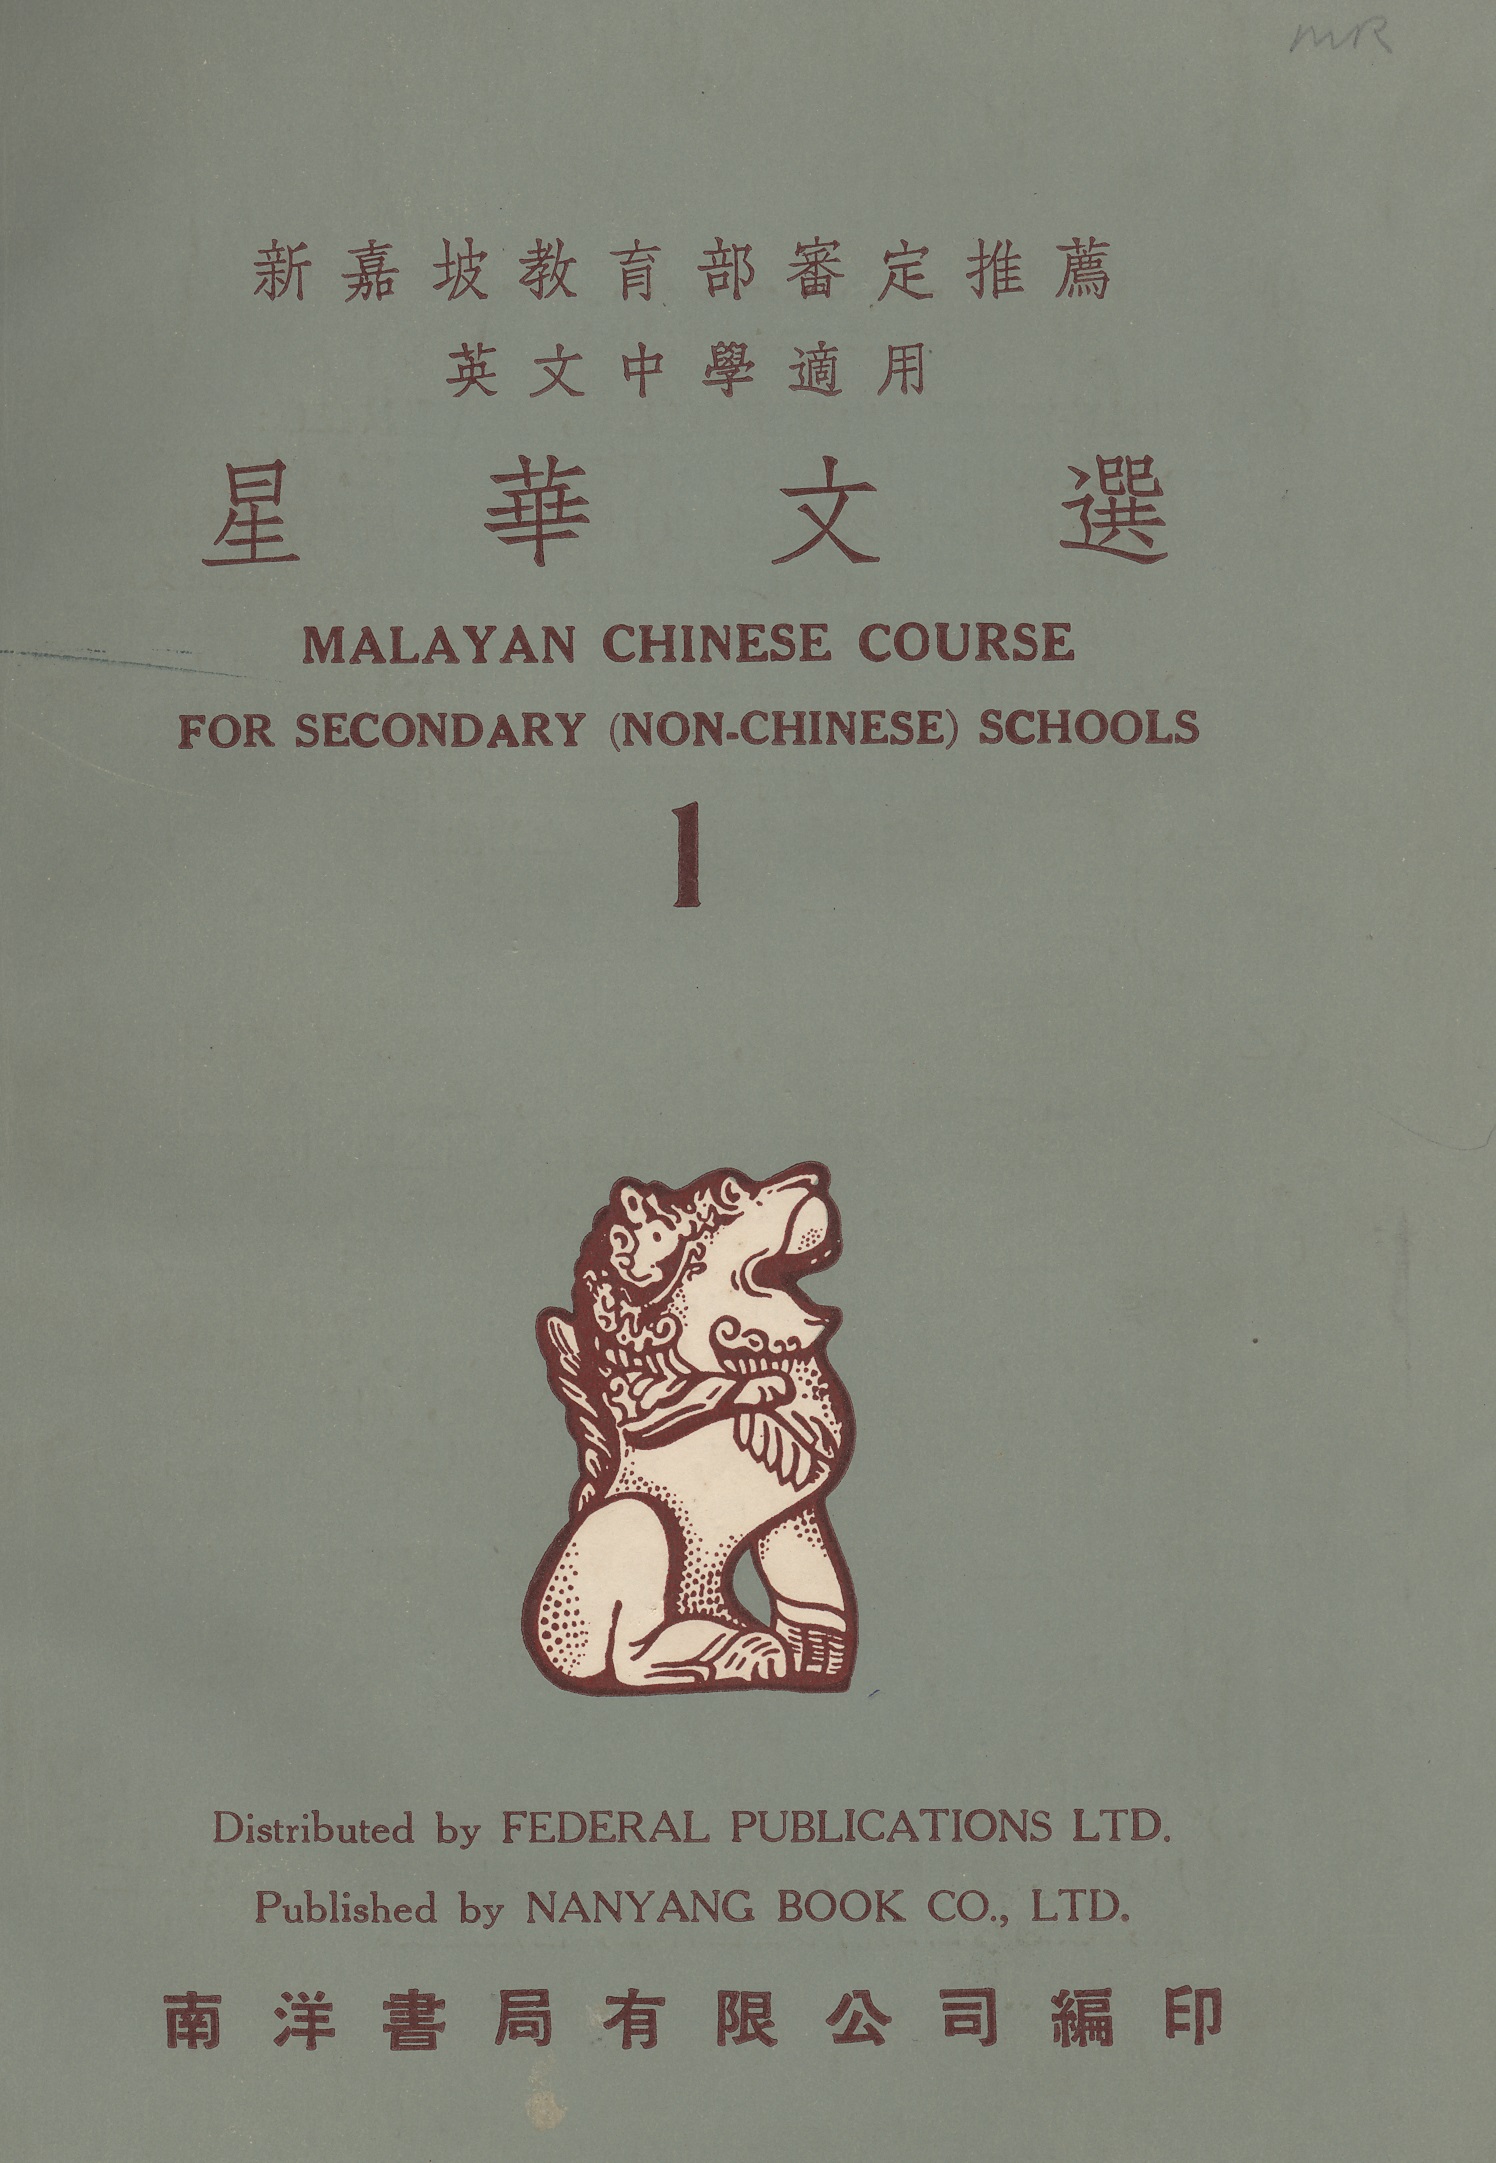 MR
新嘉坡教育部審定推薦
英文中學適用
星華文選
MALAYAN CHINESE COURSE
FOR SECONDARY (NON-CHINESE) SCHOOLS
1
Distributed by FEDERAL PUBLICATIONS LTD.
Published by NANYANG BOOK CO., LTD.
南洋書局有限公司編印